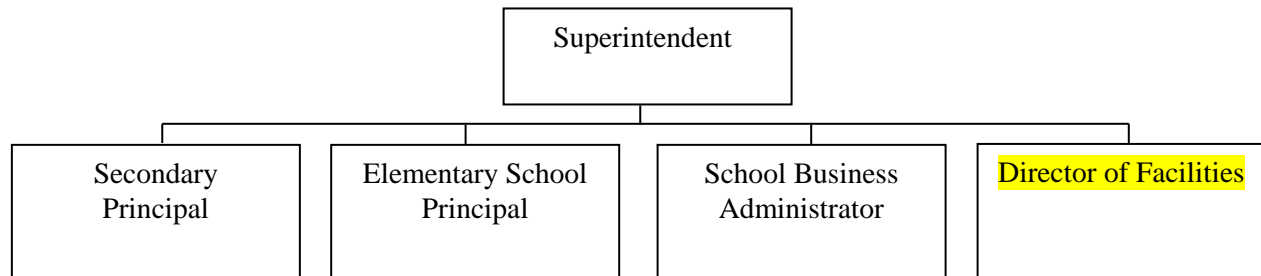 Superintendent
Secondary
Principal
Elementary School
Principal
School Business
Administrator
Director of Facilities